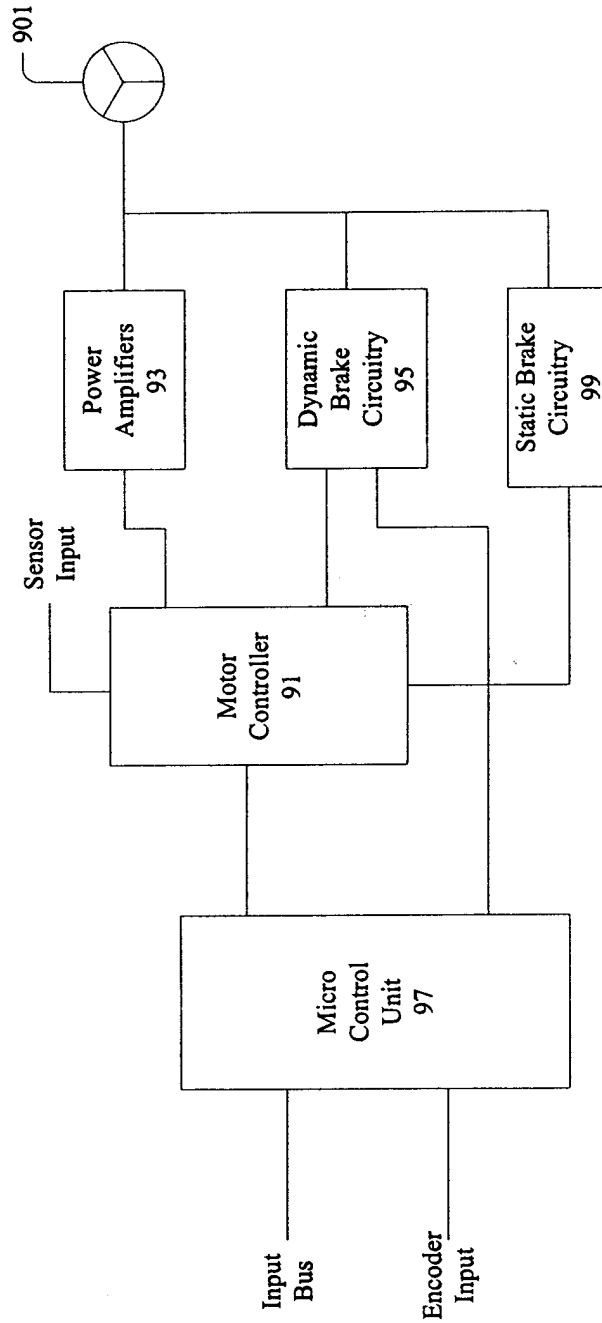 Input
Bus
Encoder
Input
Micro
Control
Unit
97
Motor
Controller
91
Sensor
Input
Power
Amplifiers
93
Dynamic
Brake
Circuitry
95
Static Brake
Circuitry
99
901